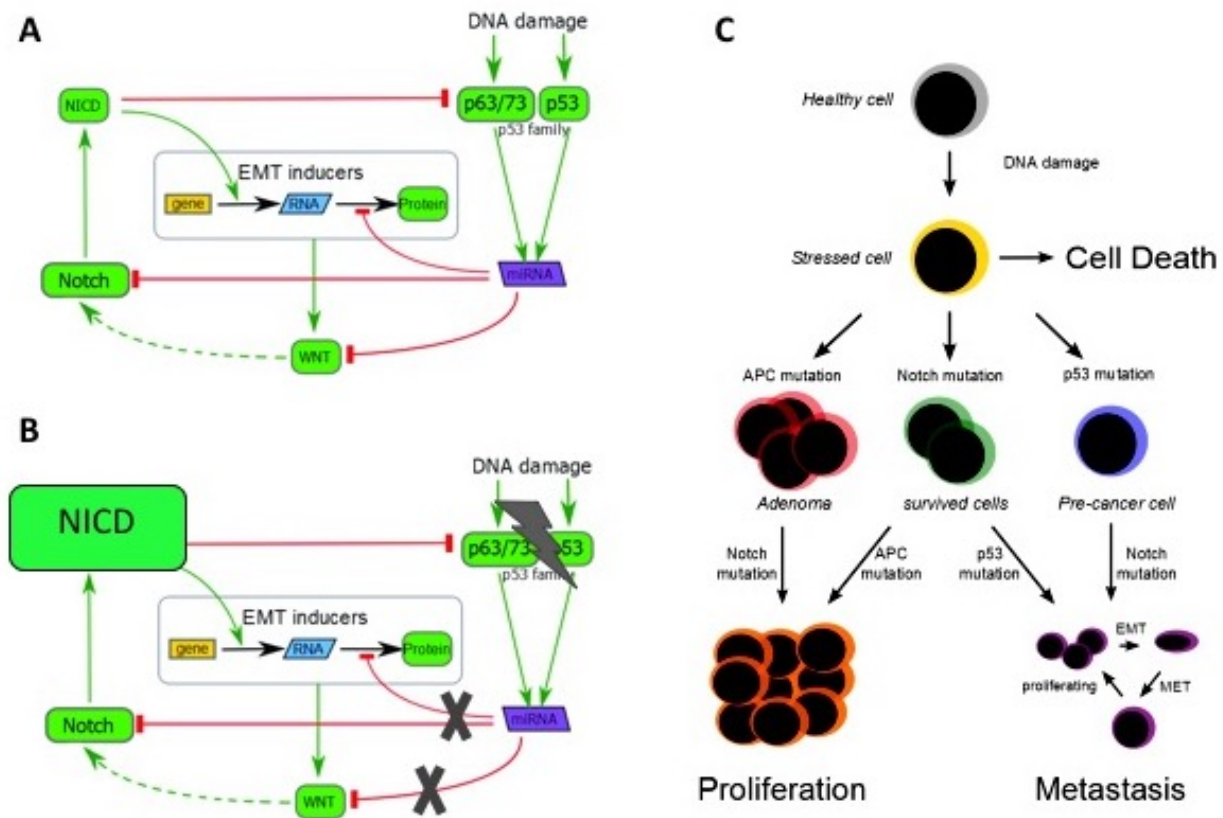 A
DNA damage
NICD
p63/73
p53
p53 family
EMT inducers
gene
RNA
Protein
Notch
miRNA
WNT
B
DNA damage
NICD
p63/73
53
p53 family
EMT inducers
gene
RNA
Protein
Notch
miRNA
WNT
C
Healthy cell
DNA damage
Stressed cell
Cell Death
APC mutation
Notch mutation
p53 mutation
Adenoma
survived cells
Pre-cancer cell
Notch
mutation
APC
mutation
p53
mutation
Notch
mutation
EMT
proliferating
MET
Proliferation
Metastasis